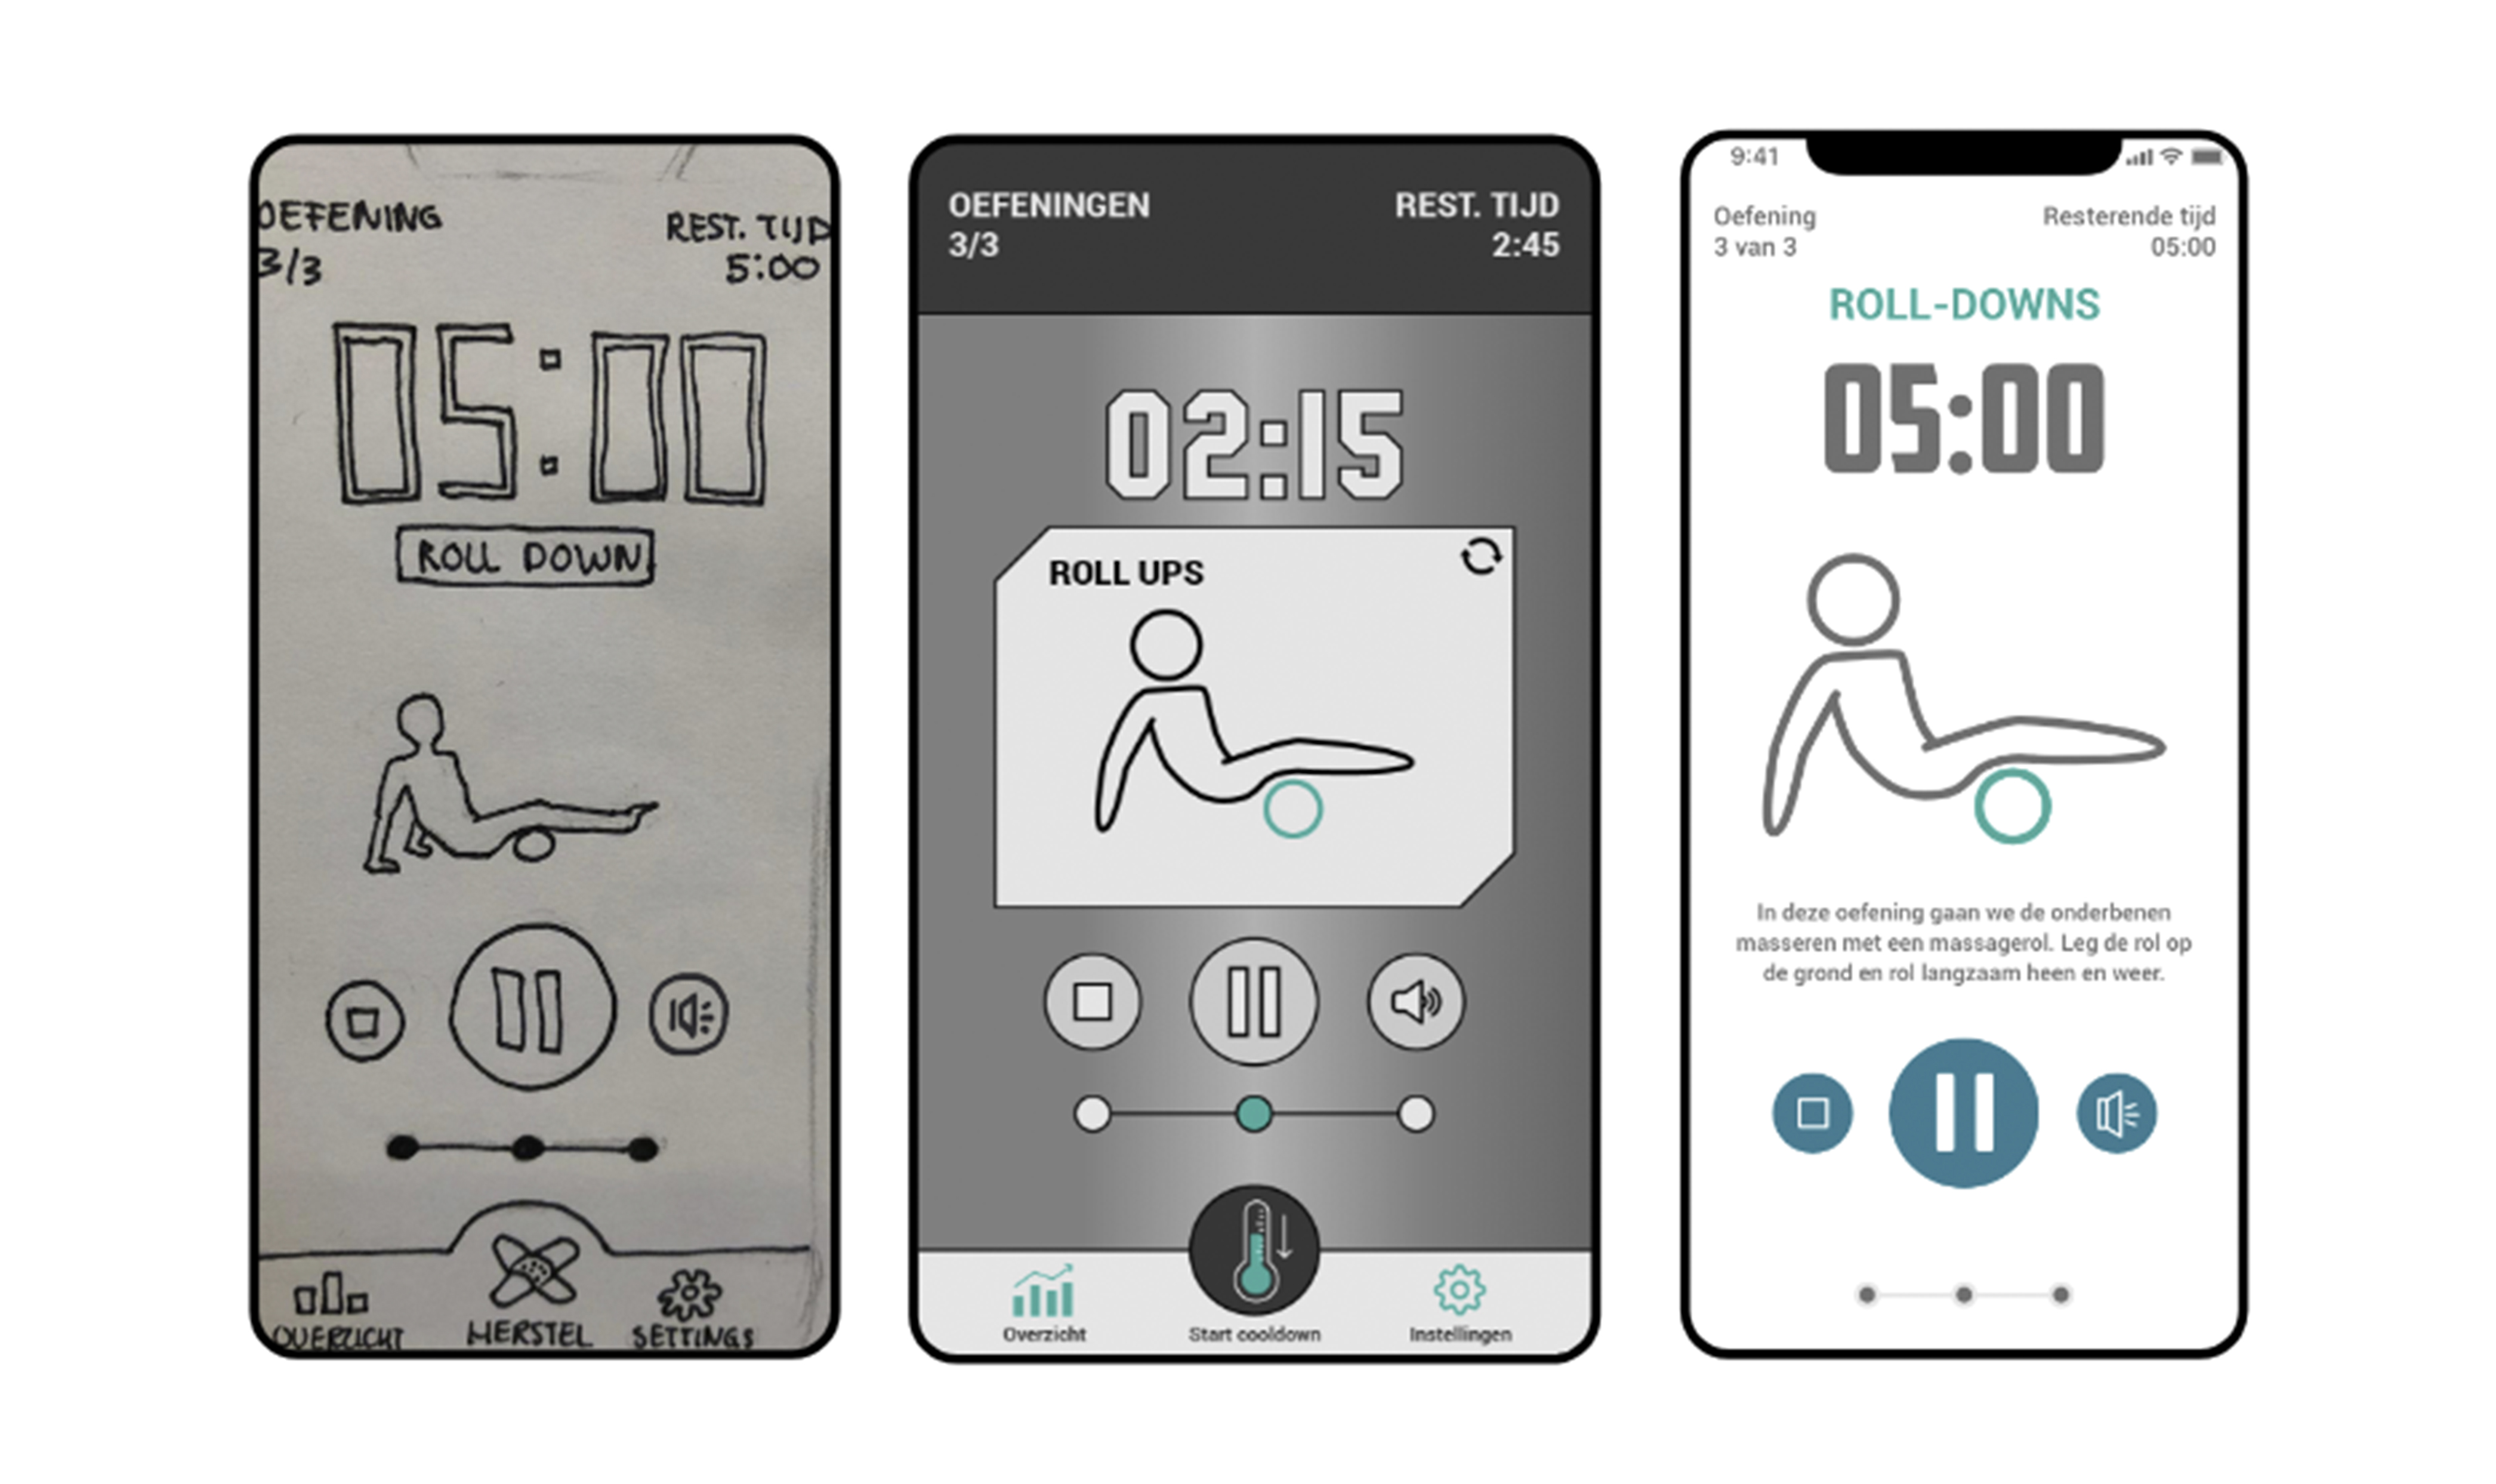 OEFENING
3/3
REST. TIJD
5:00
05:00
ROLL DOWN
OVERZICHT
HERSTEL
SETTINGS
OEFENINGEN
3/3
REST. TIJD
2:45
02:15
ROLL UPS
Overzicht
Start cooldown
Instellingen
9:41
Oefening
3 van 3
Resterende tijd
05:00
ROLL-DOWNS
05:00
In deze oefening gaan we de onderbenen
masseren met een massagerol. Leg de rol op
de grond en rol langzaam heen en weer.